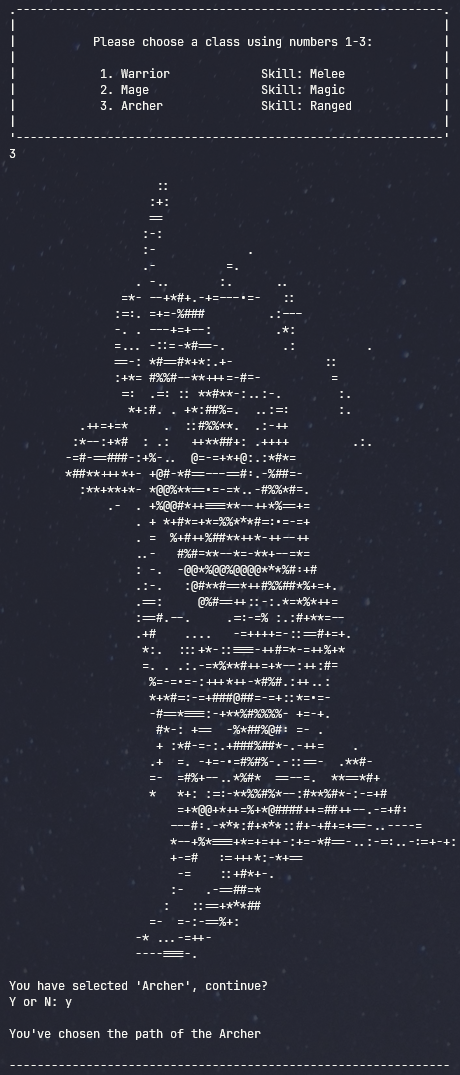 Please choose a class using numbers 1-3:
1. Warrior Skill: Melee
2. Mage Skill: Magic
3. Archer Skill: Ranged
3
You have selected 'Archer', continue?
Y or N: y
You've chosen the path of the Archer